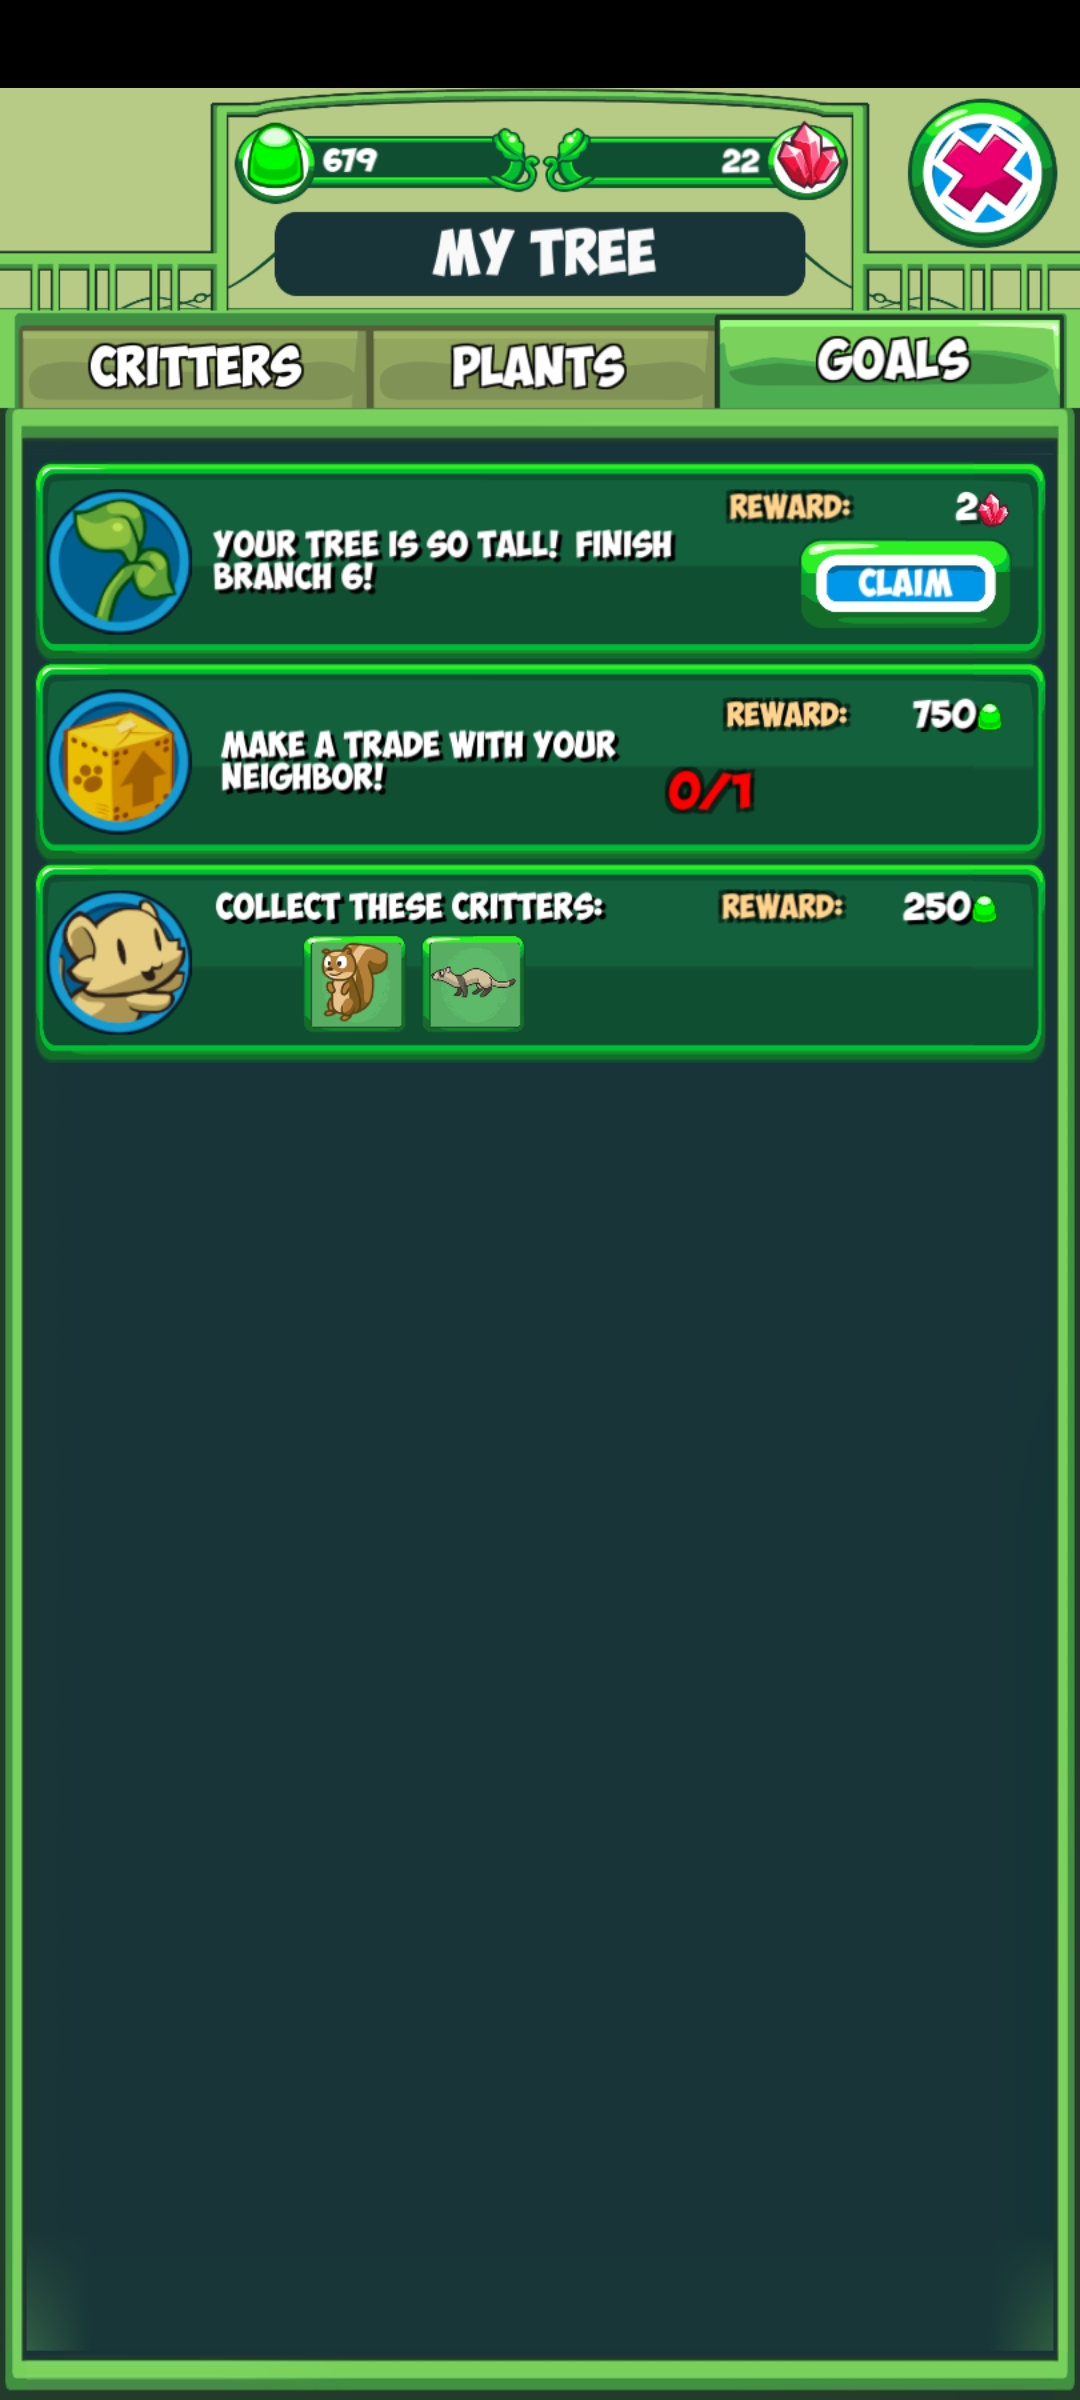 679
22
MY TREE
CRITTERS
PLANTS
GOALS
REWARD: 2
YOUR TREE IS SO TALL! FINISH
BRANCH 6!
CLAIM
REWARD: 750
MAKE A TRADE WITH YOUR
NEIGHBOR!
0/1
COLLECT THESE CRITTERS:
REWARD: 250